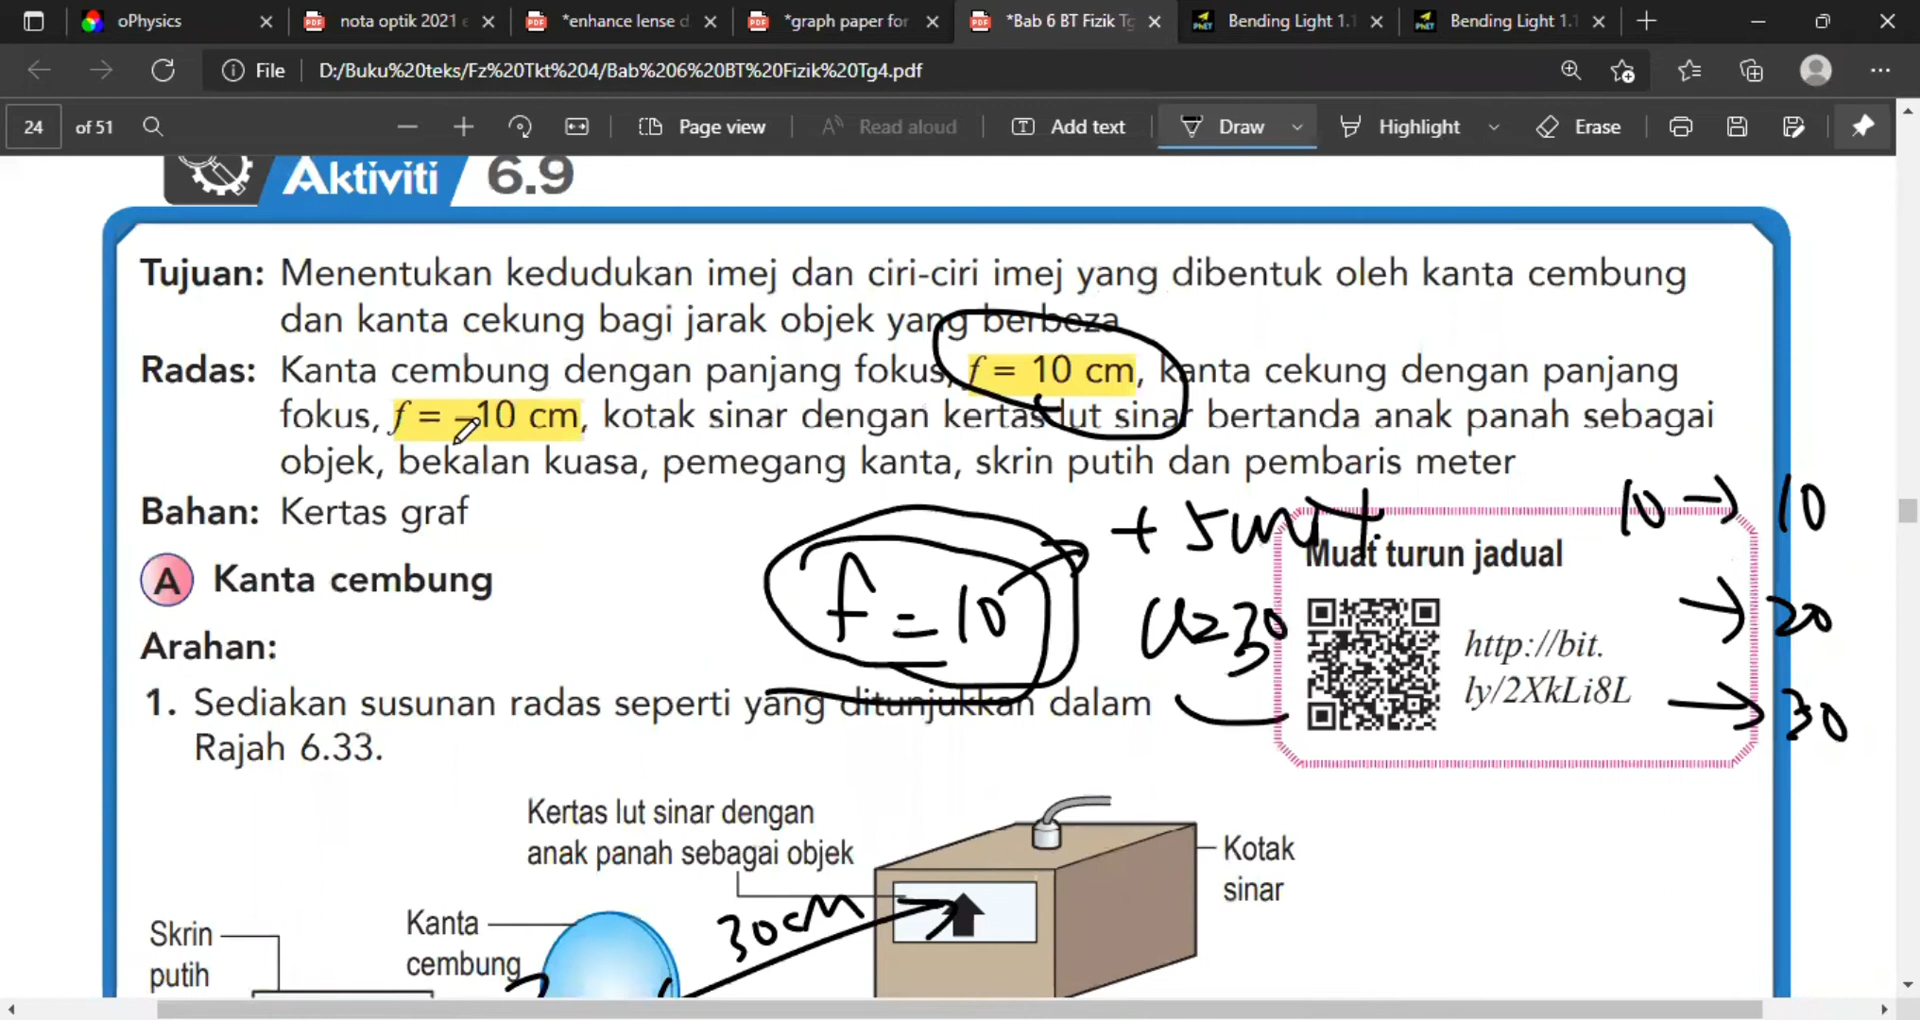 oPhysics
nota optik 2021 e
*enhance lense d
*graph paper for
*Bab 6 BT Fizik Tg
Bending Light 1.1
Bending Light 1.1
File
D:/Buku%20teks/Fz%20Tkt%204/Bab%206%20BT%20Fizik%20Tg4.pdf
24 of 51
Page view
Read aloud
Add text
Draw
Highlight
Erase
Aktiviti 6.9
Tujuan: Menentukan kedudukan imej dan ciri-ciri imej yang dibentuk oleh kanta cembung
dan kanta cekung bagi jarak objek yang berbeza
Radas: Kanta cembung dengan panjang fokus, f = 10 cm, kanta cekung dengan panjang
fokus, f = –10 cm, kotak sinar dengan kertas lut sinar bertanda anak panah sebagai
objek, bekalan kuasa, pemegang kanta, skrin putih dan pembaris meter
Bahan: Kertas graf
+ 5 unit.
10 → 10
Muat turun jadual
A Kanta cembung
f = 10
u = 30
→ 20
http://bit.
ly/2XkLi8L
→ 30
Arahan:
1. Sediakan susunan radas seperti yang ditunjukkan dalam
Rajah 6.33.
Kertas lut sinar dengan
anak panah sebagai objek
Kotak
sinar
30cm
Kanta
cembung
Skrin
putih